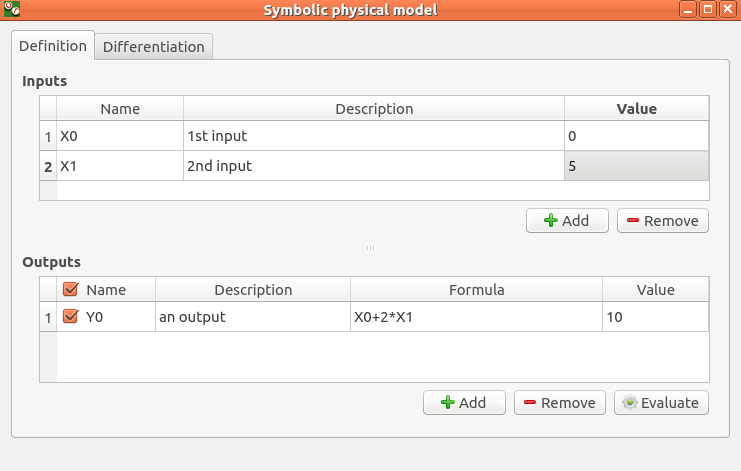 Symbolic physical model
Definition Differentiation
Inputs
Name Description Value
1 X0 1st input 0
2 X1 2nd input 5
Add Remove
Outputs
Name Description Formula Value
1 Y0 an output X0+2*X1 10
Add Remove Evaluate